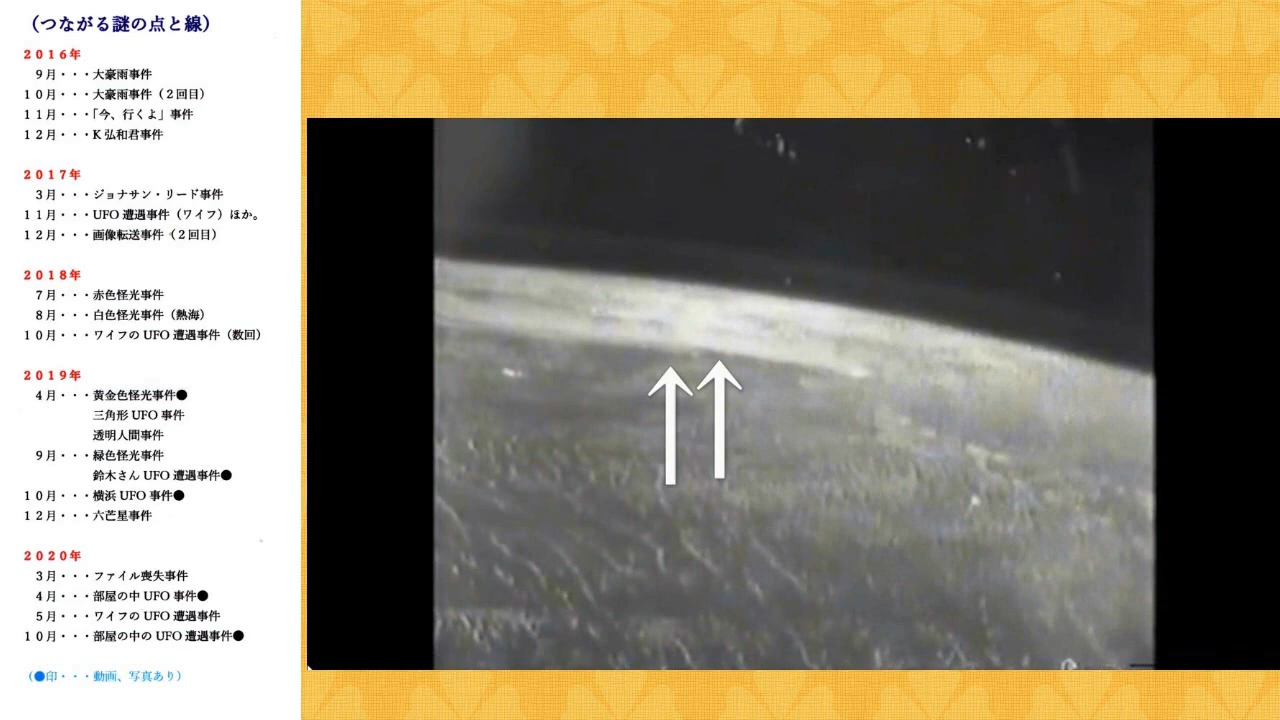 （つながる謎の点と線）
２０１６年
９月・・・大豪雨事件
１０月・・・大豪雨事件（２回目）
１１月・・・「今、行くよ」事件
１２月・・・K 弘和君事件
２０１７年
３月・・・ジョナサン・リード事件
１１月・・・UFO 遭遇事件（ワイフ）ほか。
１２月・・・画像転送事件（２回目）
２０１８年
７月・・・赤色怪光事件
８月・・・白色怪光事件（熱海）
１０月・・・ワイフの UFO 遭遇事件（数回）
２０１９年
４月・・・黄金色怪光事件●
三角形 UFO 事件
透明人間事件
９月・・・緑色怪光事件
鈴木さん UFO 遭遇事件●
１０月・・・横浜 UFO 事件●
１２月・・・六芒星事件
２０２０年
３月・・・ファイル喪失事件
４月・・・部屋の中 UFO 事件●
５月・・・ワイフの UFO 遭遇事件
１０月・・・部屋の中の UFO 遭遇事件●
（●印・・・動画、写真あり）